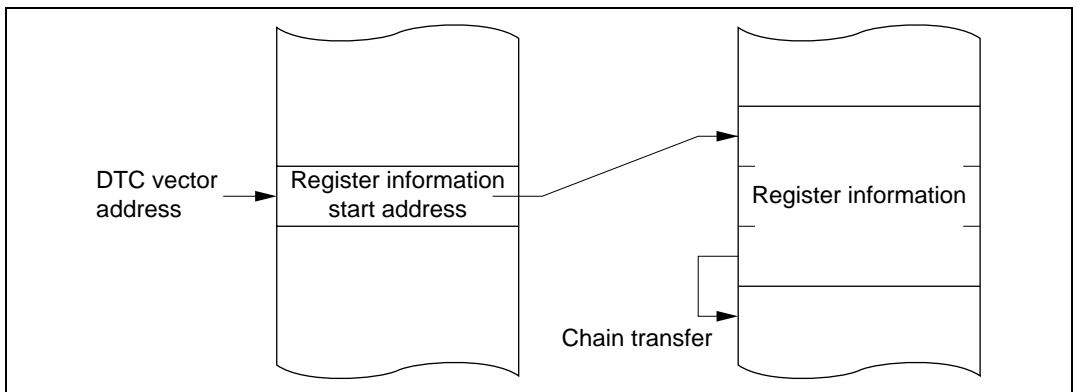 DTC vector
address
Register information
start address
Register information
Chain transfer